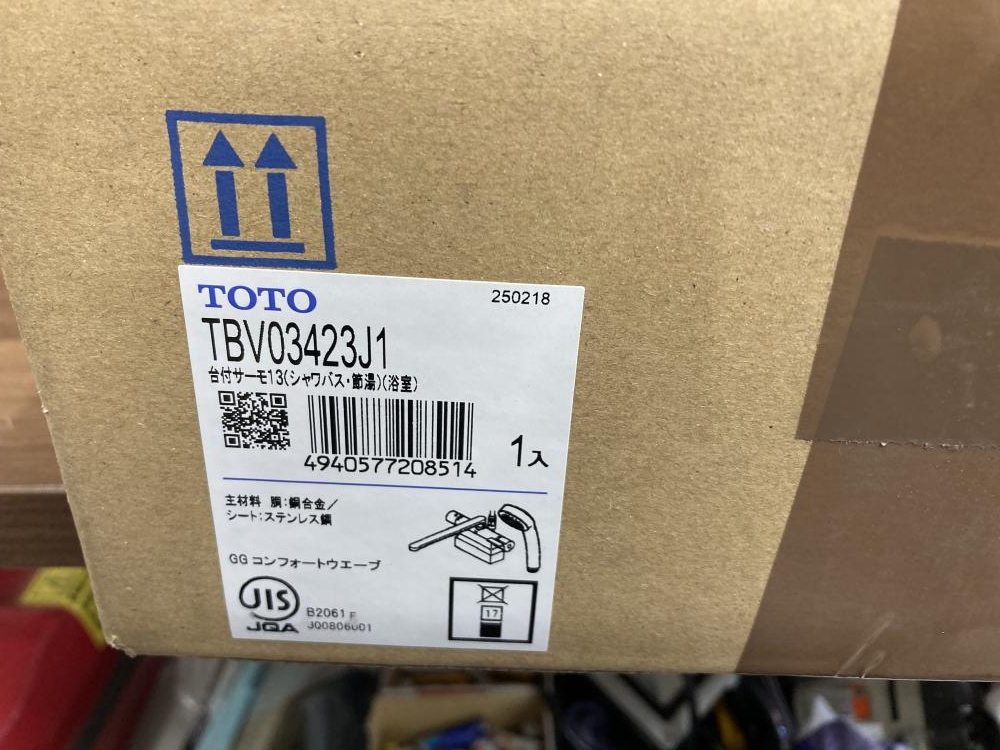 TOTO
250218
TBV03423J1
台付サーモ13(シャワバス・節湯)(浴室)
4940577208514
1入
主材料 胴:銅合金/
シート:ステンレス鋼
GG コンフォートウエーブ
JIS
JQA
B2061 F
JQ0806001
17